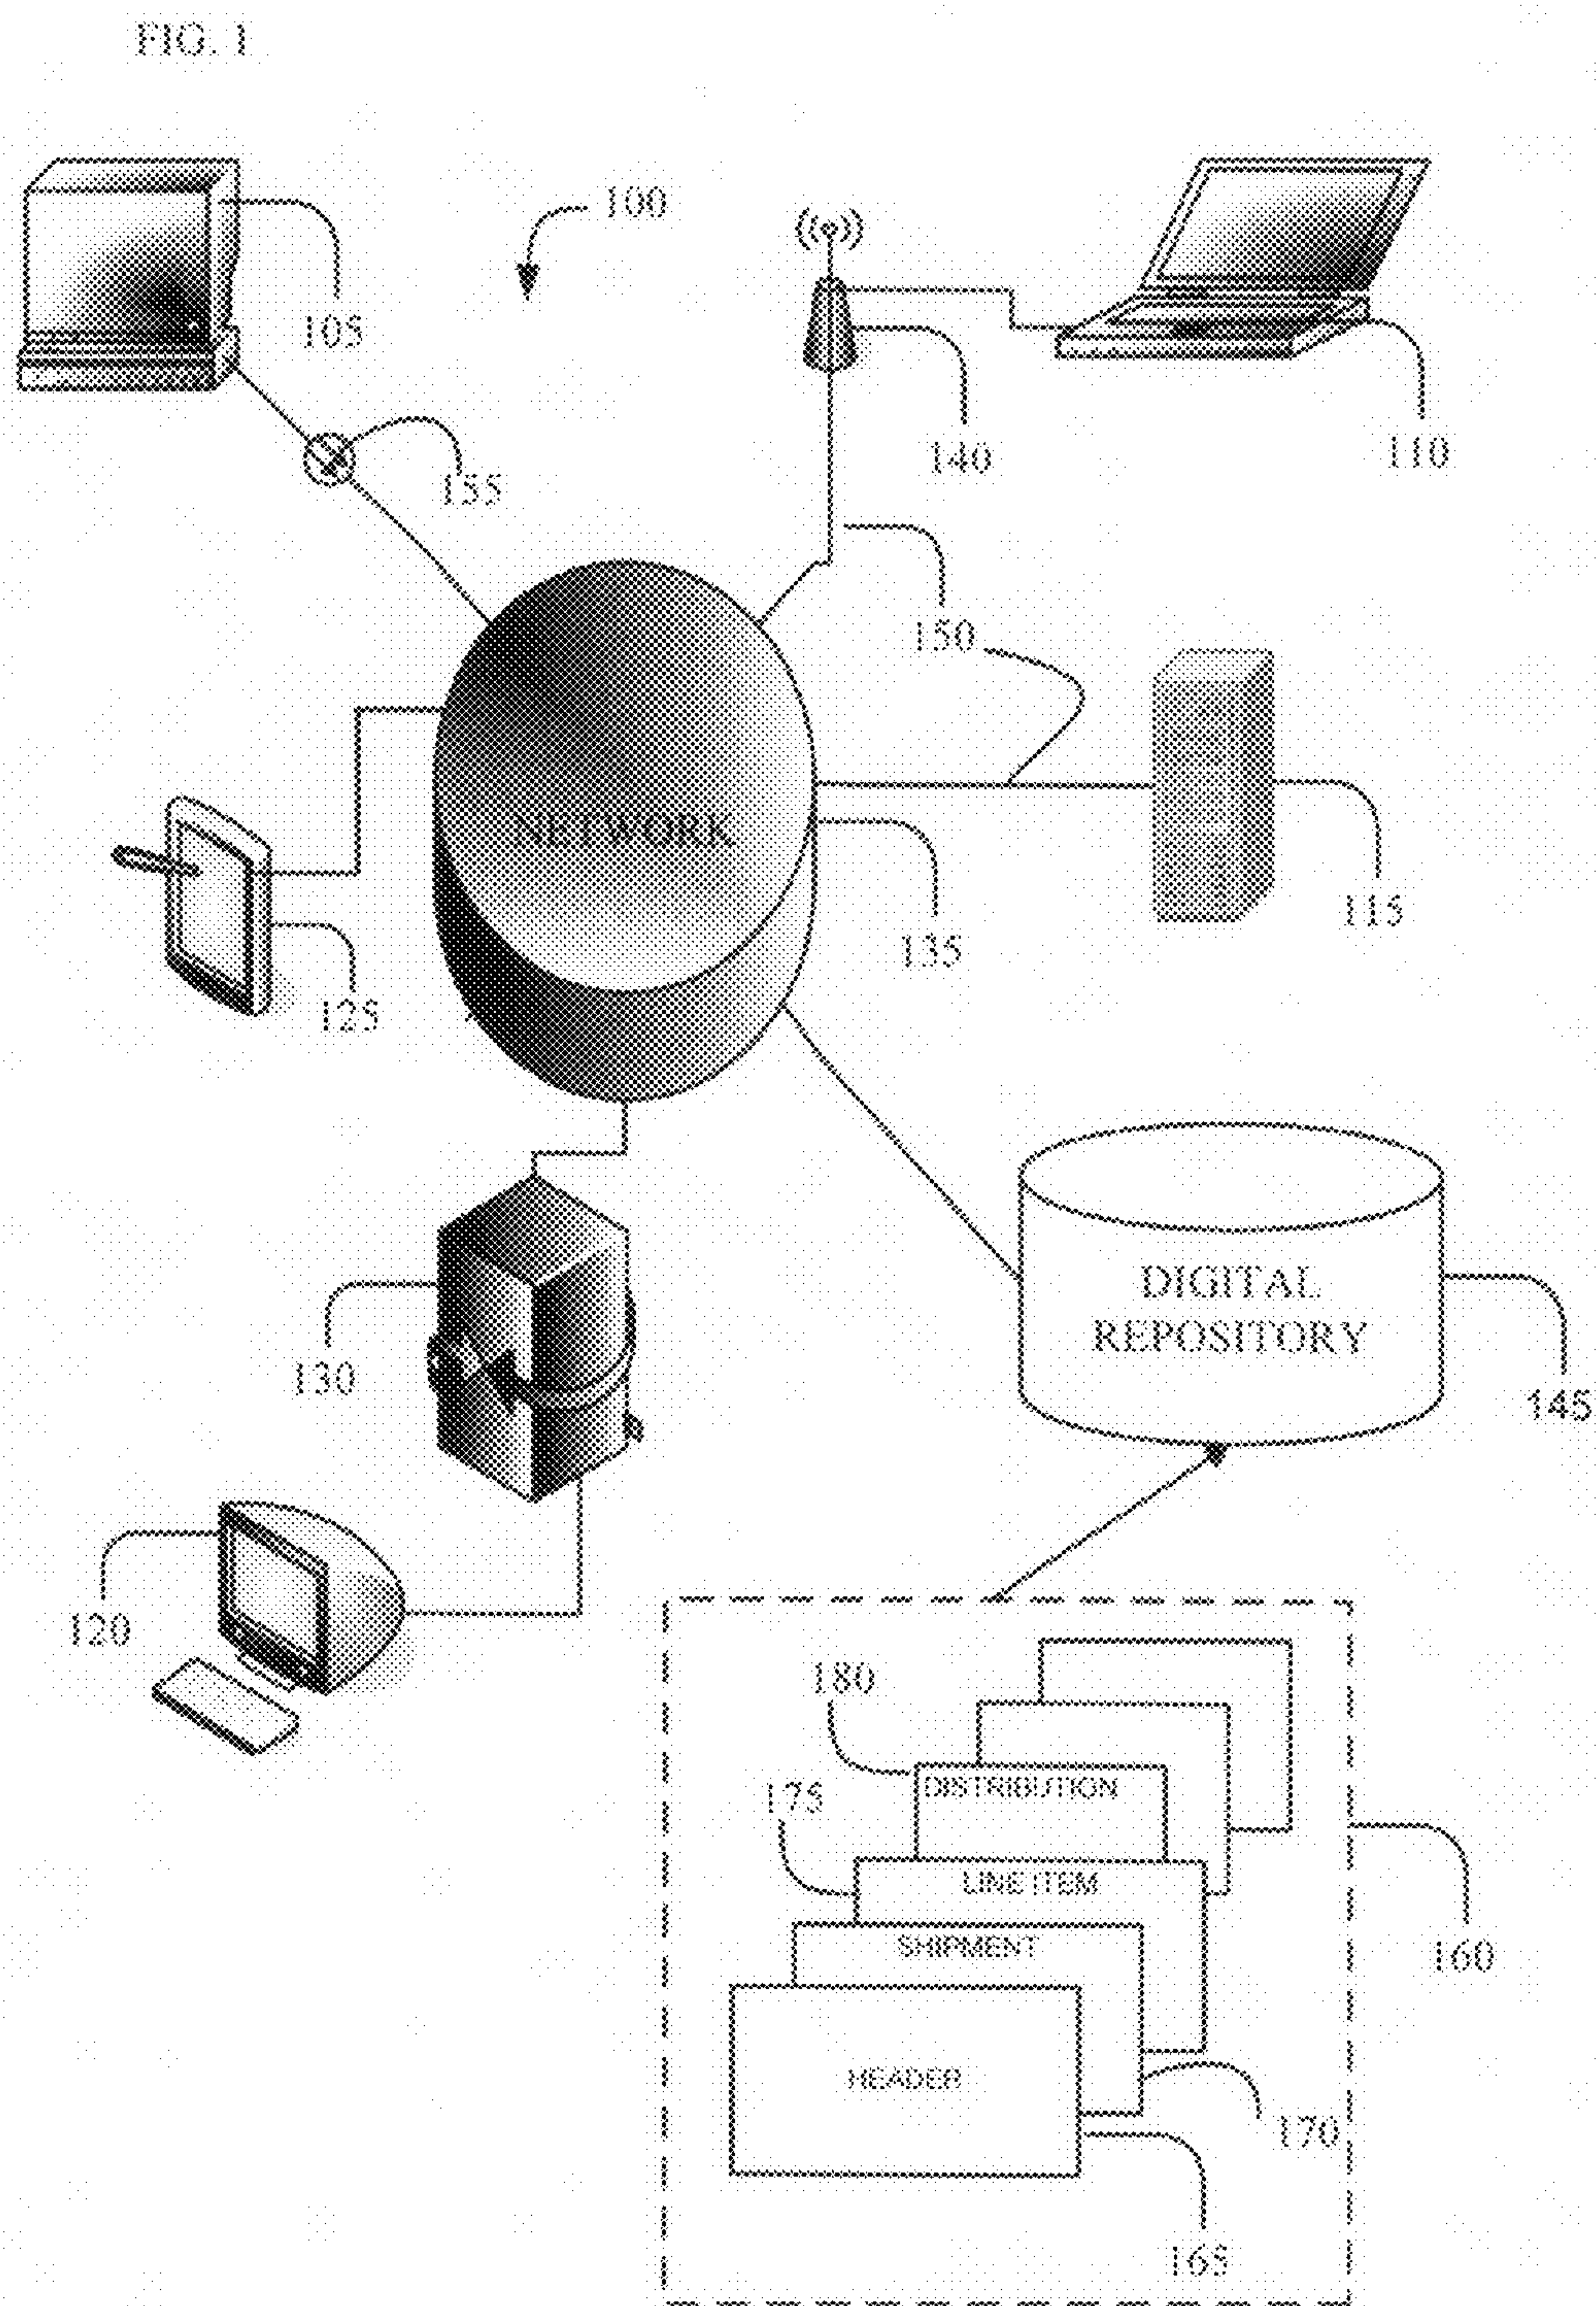 FIG. 1
100
105
140
110
155
150
NETWORK
115
135
125
DIGITAL
REPOSITORY
130
145
120
180
DISTRIBUTION
175
LINE ITEM
SHIPMENT
160
HEADER
170
165